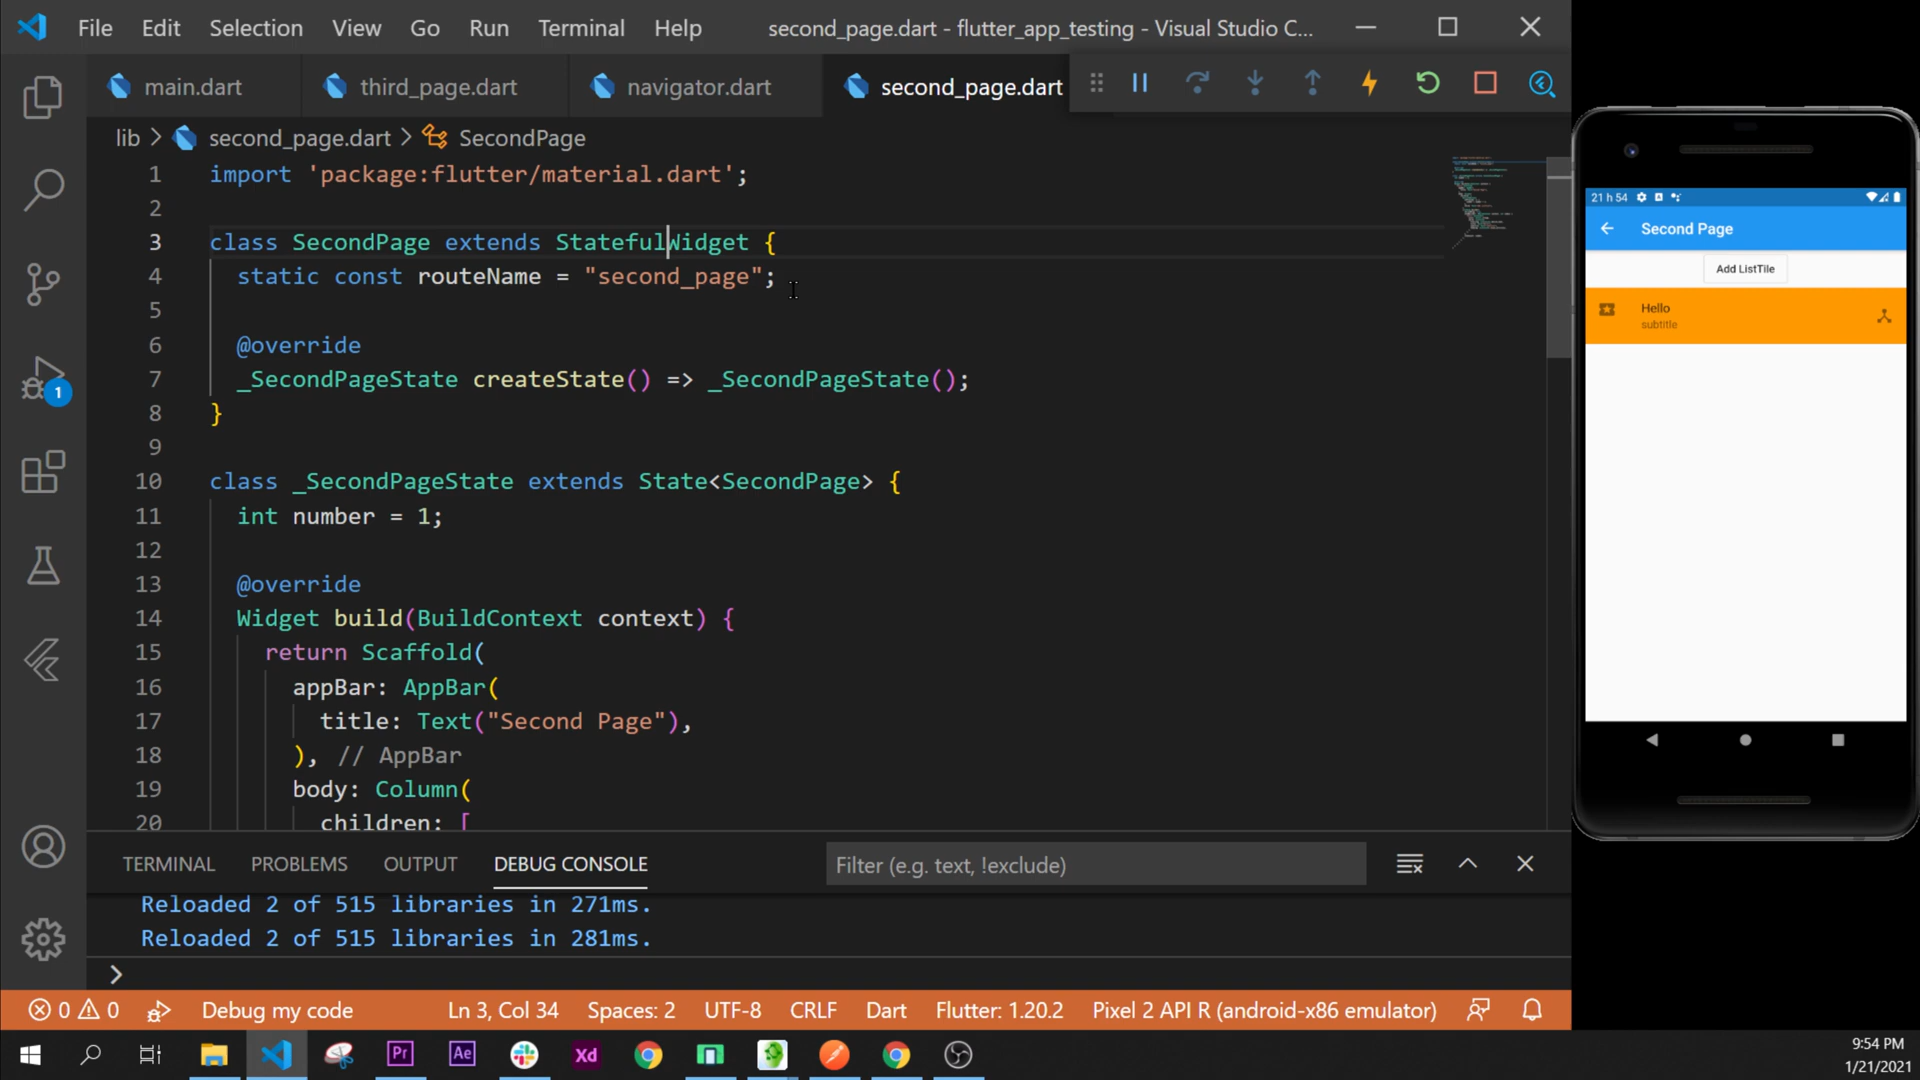 File Edit Selection View Go Run Terminal Help second_page.dart - flutter_app_testing - Visual Studio C...
main.dart third_page.dart navigator.dart second_page.dart
lib > second_page.dart > SecondPage
1 import 'package:flutter/material.dart';
2
3 class SecondPage extends StatefulWidget {
4 static const routeName = "second_page";
5
6 @override
7 _SecondPageState createState() => _SecondPageState();
8 }
9
10 class _SecondPageState extends State<SecondPage> {
11 int number = 1;
12
13 @override
14 Widget build(BuildContext context) {
15 return Scaffold(
16 appBar: AppBar(
17 title: Text("Second Page"),
18 ), // AppBar
19 body: Column(
20 children: [
TERMINAL PROBLEMS OUTPUT DEBUG CONSOLE Filter (e.g. text, !exclude)
Reloaded 2 of 515 libraries in 271ms.
Reloaded 2 of 515 libraries in 281ms.
>
0 0 Debug my code Ln 3, Col 34 Spaces: 2 UTF-8 CRLF Dart Flutter: 1.20.2 Pixel 2 API R (android-x86 emulator)
1
Pr Ae Xd
9:54 PM
1/21/2021
21 h 54
Second Page
Add ListTile
Hello
subtitle